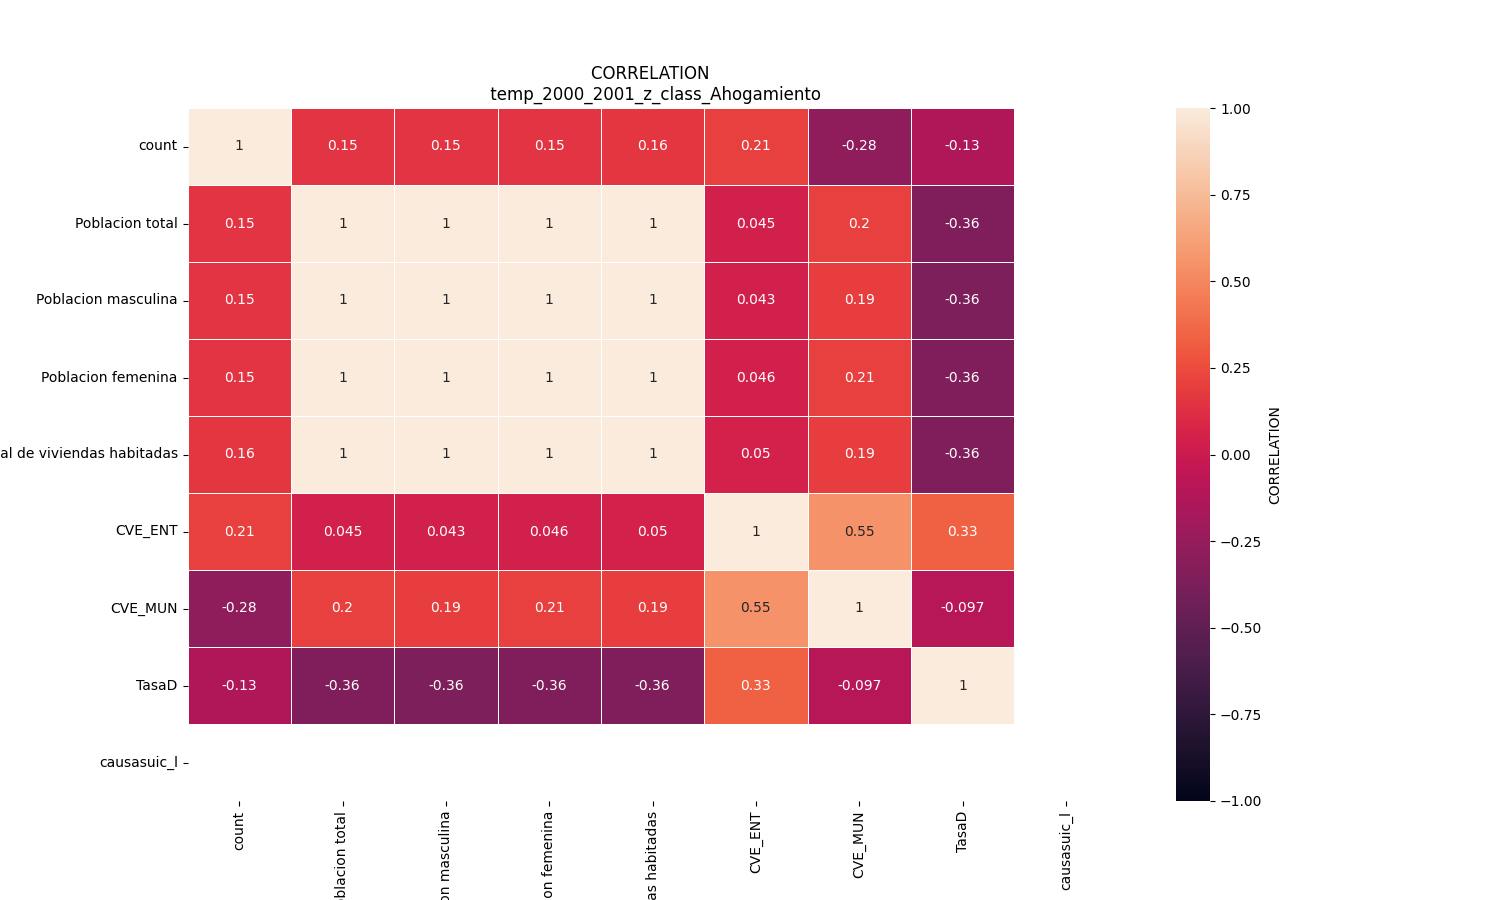 CORRELATION
temp_2000_2001_z_class_Ahogamiento
count 1 0.15 0.15 0.15 0.16 0.21 -0.28 -0.13
Poblacion total 0.15 1 1 1 1 0.045 0.2 -0.36
Poblacion masculina 0.15 1 1 1 1 0.043 0.19 -0.36
Poblacion femenina 0.15 1 1 1 1 0.046 0.21 -0.36
al de viviendas habitadas 0.16 1 1 1 1 0.05 0.19 -0.36
CVE_ENT 0.21 0.045 0.043 0.046 0.05 1 0.55 0.33
CVE_MUN -0.28 0.2 0.19 0.21 0.19 0.55 1 -0.097
TasaD -0.13 -0.36 -0.36 -0.36 -0.36 0.33 -0.097 1
causasuic_l
count
oblacion total
on masculina
on femenina
as habitadas
CVE_ENT
CVE_MUN
TasaD
causasuic_l
1.00
0.75
0.50
0.25
0.00
−0.25
−0.50
−0.75
−1.00
CORRELATION